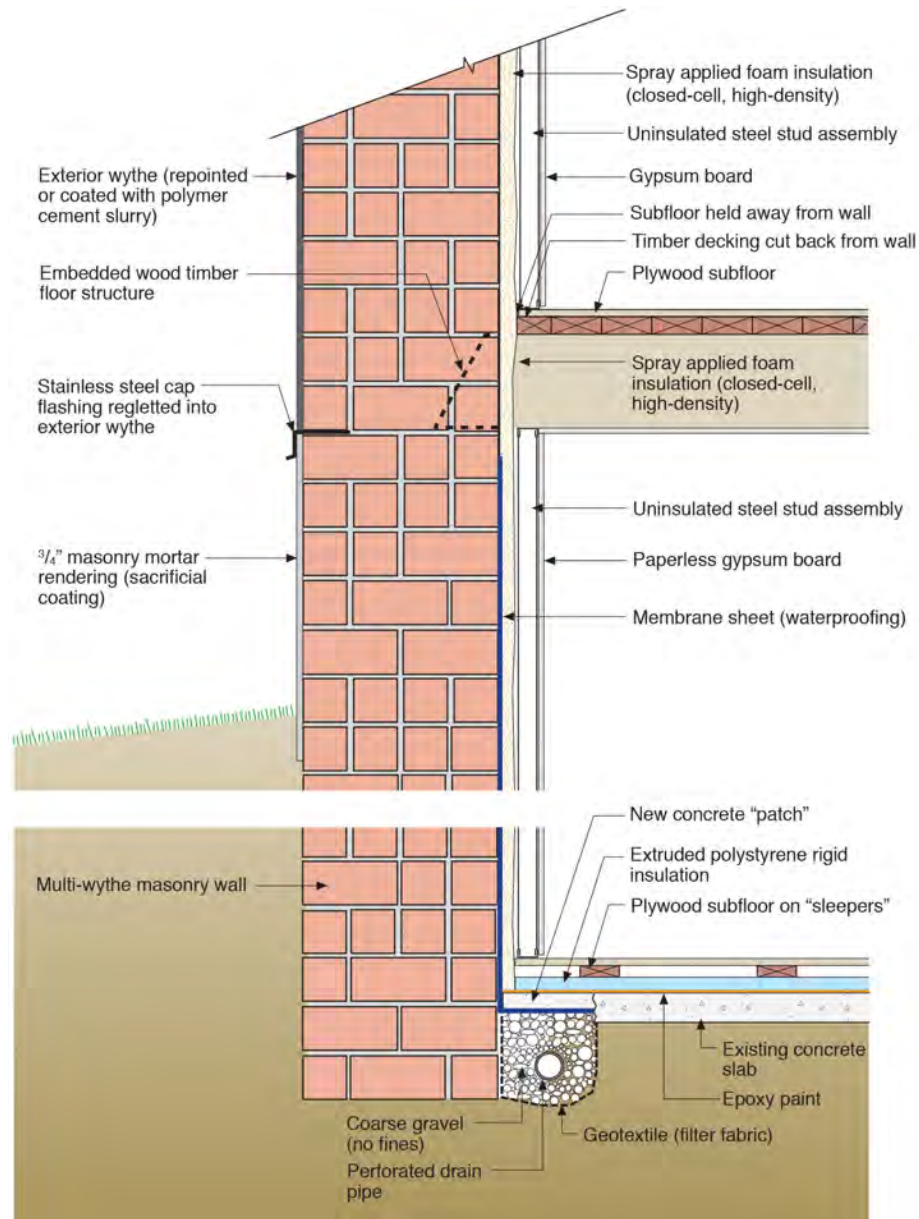 Spray applied foam insulation
(closed-cell, high-density)
Uninsulated steel stud assembly
Exterior wythe (repointed
or coated with polymer
cement slurry)
Gypsum board
Subfloor held away from wall
Timber decking cut back from wall
Embedded wood timber
floor structure
Plywood subfloor
Spray applied foam
insulation (closed-cell,
high-density)
Stainless steel cap
flashing regletted into
exterior wythe
Uninsulated steel stud assembly
3/4" masonry mortar
rendering (sacrificial
coating)
Paperless gypsum board
Membrane sheet (waterproofing)
New concrete “patch”
Extruded polystyrene rigid
insulation
Multi-wythe masonry wall
Plywood subfloor on “sleepers”
Existing concrete
slab
Epoxy paint
Coarse gravel
(no fines)
Geotextile (filter fabric)
Perforated drain
pipe